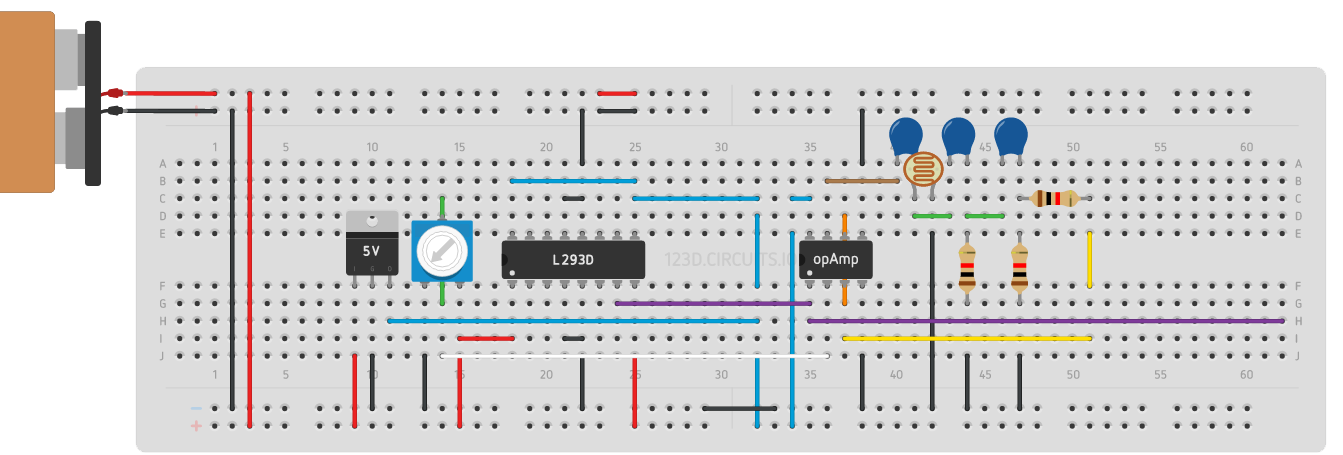 1 5 10 15 20 25 30 35 40 45 50 55 60
A A
B B
C C
D D
E E
5V
I G O
L293D
123D.CIRCUITS.IO
opAmp
F F
G G
H H
I I
J J
1 5 10 15 20 25 30 35 40 45 50 55 60
−
+